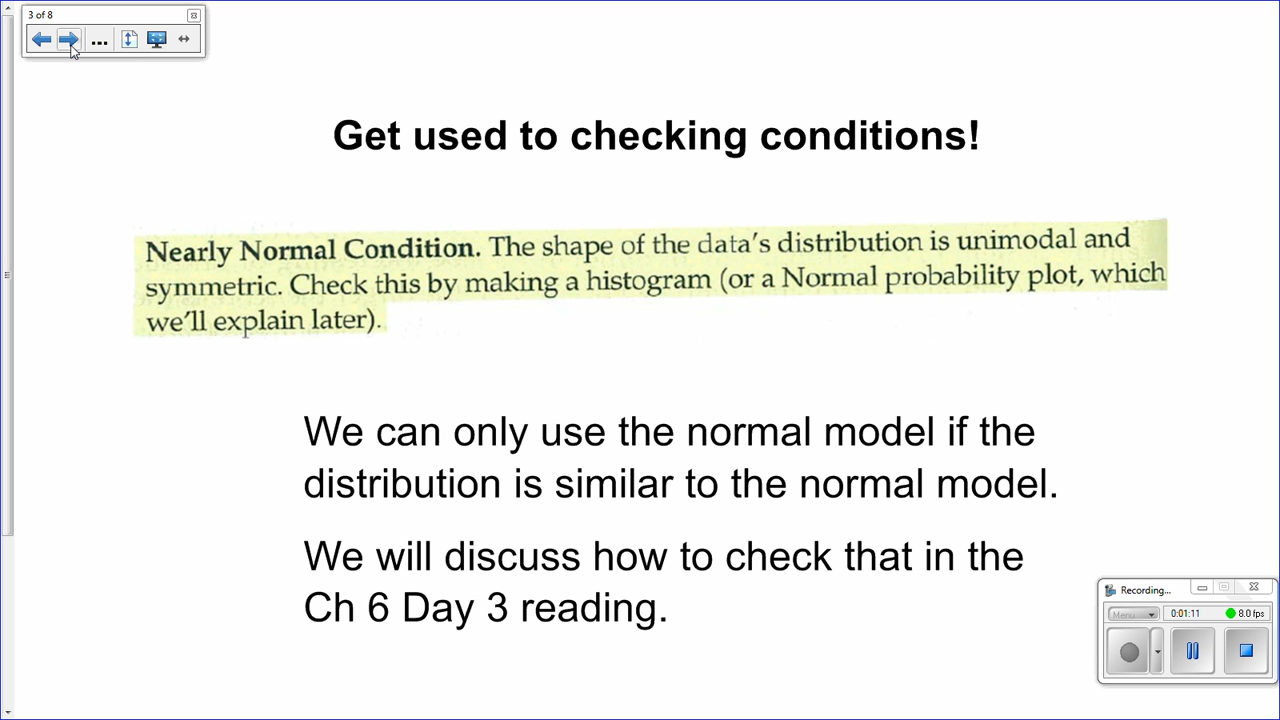 3 of 8
Get used to checking conditions!
Nearly Normal Condition. The shape of the data's distribution is unimodal and
symmetric. Check this by making a histogram (or a Normal probability plot, which
we'll explain later).
We can only use the normal model if the
distribution is similar to the normal model.
We will discuss how to check that in the
Ch 6 Day 3 reading.
Recording...
Menu 0:01:11 8.0 fps